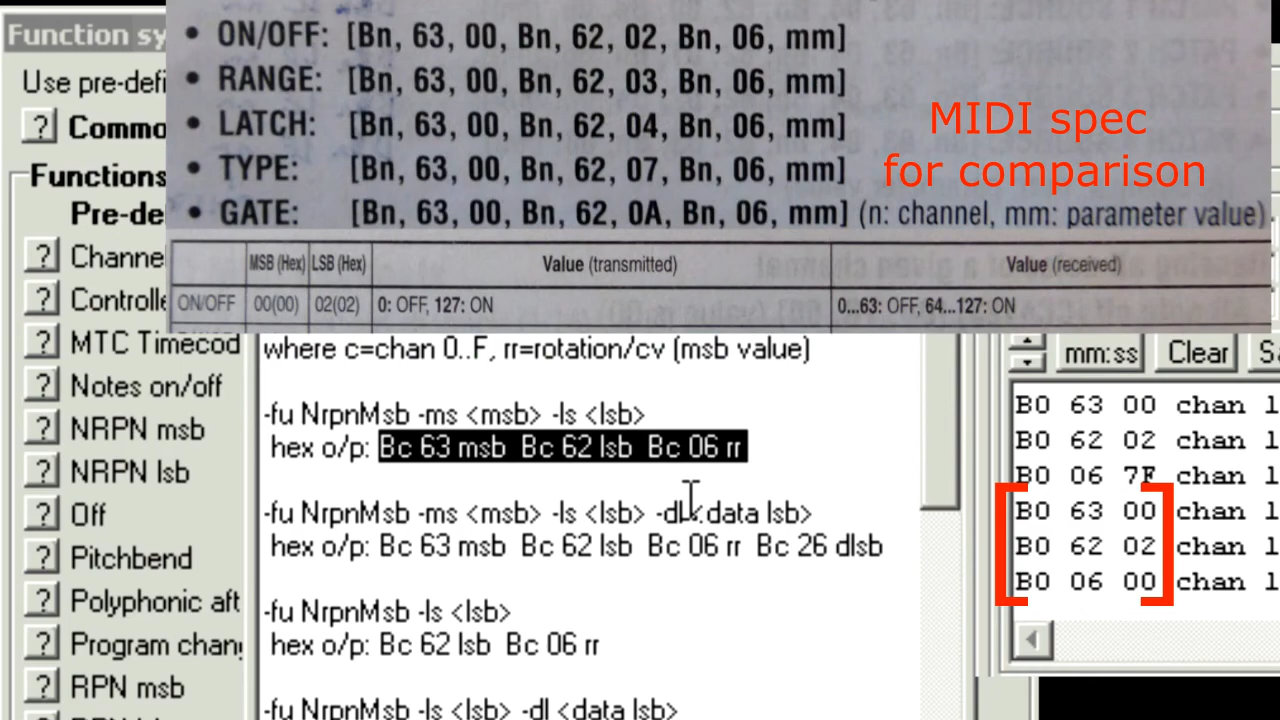 Function sy
• ON/OFF: [Bn, 63, 00, Bn, 62, 02, Bn, 06, mm]
• RANGE: [Bn, 63, 00, Bn, 62, 03, Bn, 06, mm]
• LATCH: [Bn, 63, 00, Bn, 62, 04, Bn, 06, mm]
• TYPE: [Bn, 63, 00, Bn, 62, 07, Bn, 06, mm]
• GATE: [Bn, 63, 00, Bn, 62, 0A, Bn, 06, mm] (n: channel, mm: parameter value)
MIDI spec
for comparison
MSB (Hex) LSB (Hex) Value (transmitted) Value (received)
ON/OFF 00(00) 02(02) 0: OFF, 127: ON 0...63: OFF, 64...127: ON
Use pre-defi
? Commo
Functions
Pre-de
? Channe
? Controlle
? MTC Timecod
? Notes on/off
? NRPN msb
? NRPN lsb
? Off
? Pitchbend
? Polyphonic aft
? Program chan
? RPN msb
where c=chan 0..F, rr=rotation/cv (msb value)
-fu NrpnMsb -ms <msb> -ls <lsb>
hex o/p: Bc 63 msb Bc 62 lsb Bc 06 rr
-fu NrpnMsb -ms <msb> -ls <lsb> -dl <data lsb>
hex o/p: Bc 63 msb Bc 62 lsb Bc 06 rr Bc 26 dlsb
-fu NrpnMsb -ls <lsb>
hex o/p: Bc 62 lsb Bc 06 rr
-fu NrpnMsb -ls <lsb> -dl <data lsb>
mm:ss Clear Sa
B0 63 00 chan 1
B0 62 02 chan 1
B0 06 7F chan 1
B0 63 00 chan 1
B0 62 02 chan 1
B0 06 00 chan 1